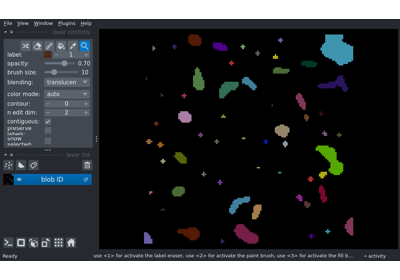 File View Window Plugins Help
layer controls
label: 1
opacity: 0.70
brush size: 10
blending: translucen
color mode: auto
contour: 0
n edit dim: 2
contiguous: ✓
preserve labels:
show selected:
layer list
blob ID
Ready
use <1> for activate the label eraser, use <2> for activate the paint brush, use <3> for activate the fill b...
activity